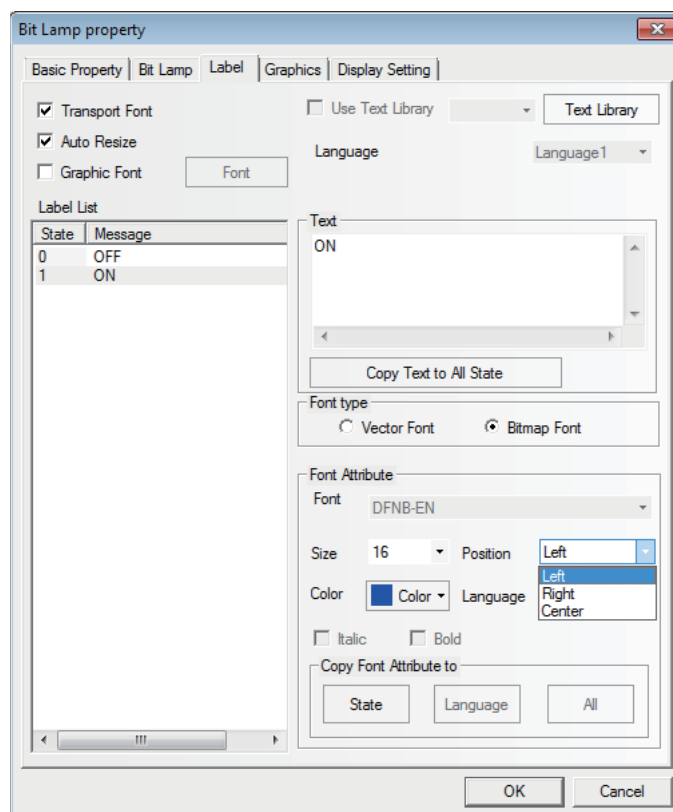 Bit Lamp property
Basic Property Bit Lamp Label Graphics Display Setting
Transport Font
Auto Resize
Graphic Font Font
Use Text Library Text Library
Language Language1
Label List
State Message
0 OFF
1 ON
Text
ON
Copy Text to All State
Font type
Vector Font Bitmap Font
Font Attribute
Font DFNB-EN
Size 16 Position Left
Left
Right
Center
Color Color Language
Italic Bold
Copy Font Attribute to
State Language All
OK Cancel